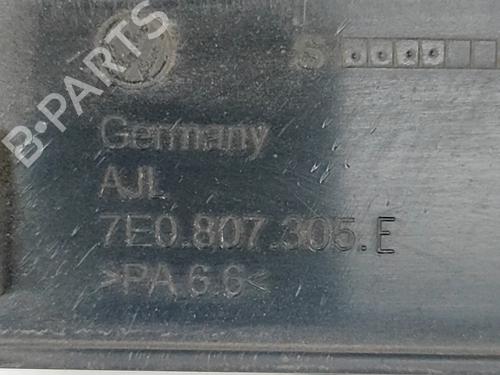 B·PARTS
S
Germany
AJL
7E0.807.305.E
>PA 6.6<